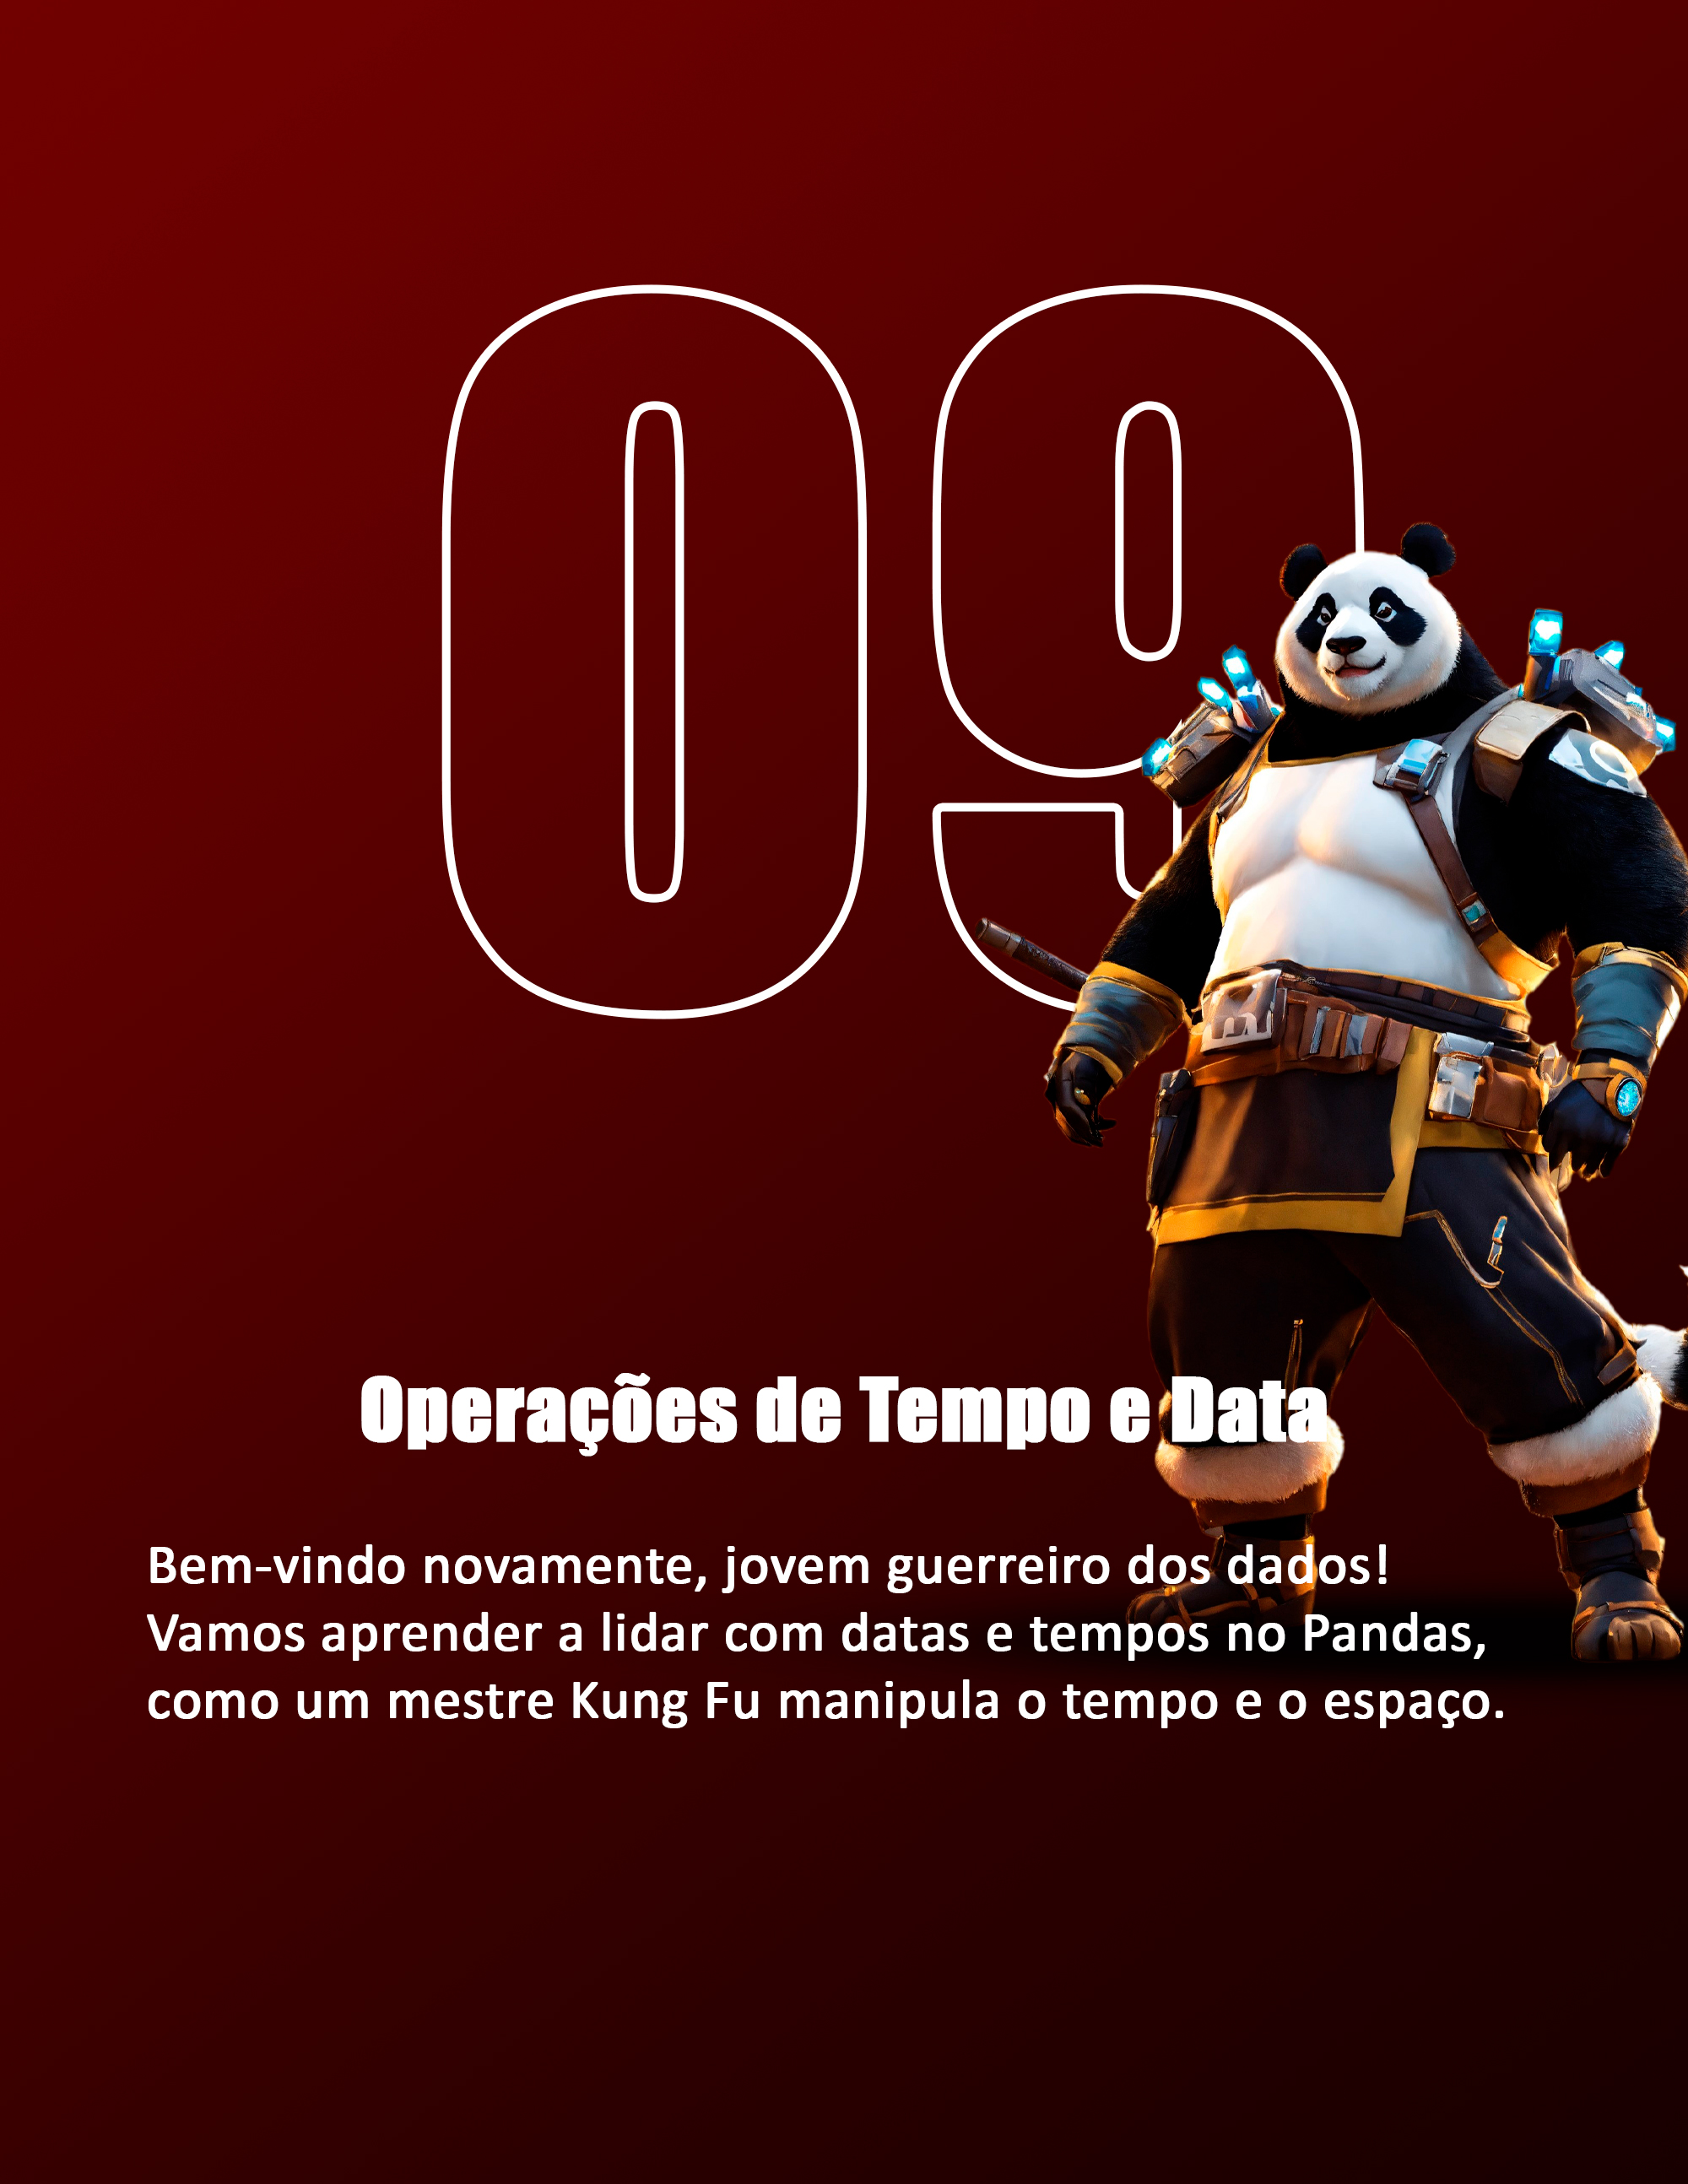 09
Operações de Tempo e Data
Bem-vindo novamente, jovem guerreiro dos dados!
Vamos aprender a lidar com datas e tempos no Pandas,
como um mestre Kung Fu manipula o tempo e o espaço.